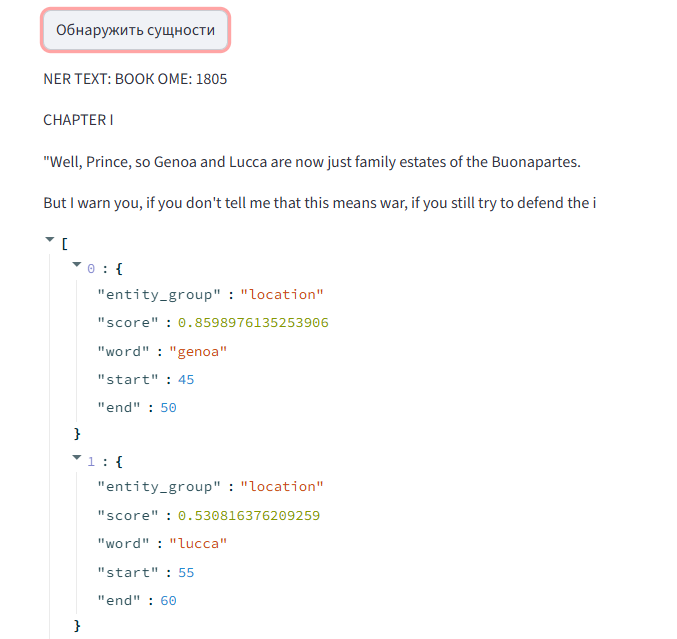 Обнаружить сущности
NER TEXT: BOOK OME: 1805
CHAPTER I
"Well, Prince, so Genoa and Lucca are now just family estates of the Buonapartes.
But I warn you, if you don't tell me that this means war, if you still try to defend the i
[
0 : {
"entity_group" : "location"
"score" : 0.8598976135253906
"word" : "genoa"
"start" : 45
"end" : 50
}
1 : {
"entity_group" : "location"
"score" : 0.530816376209259
"word" : "lucca"
"start" : 55
"end" : 60
}